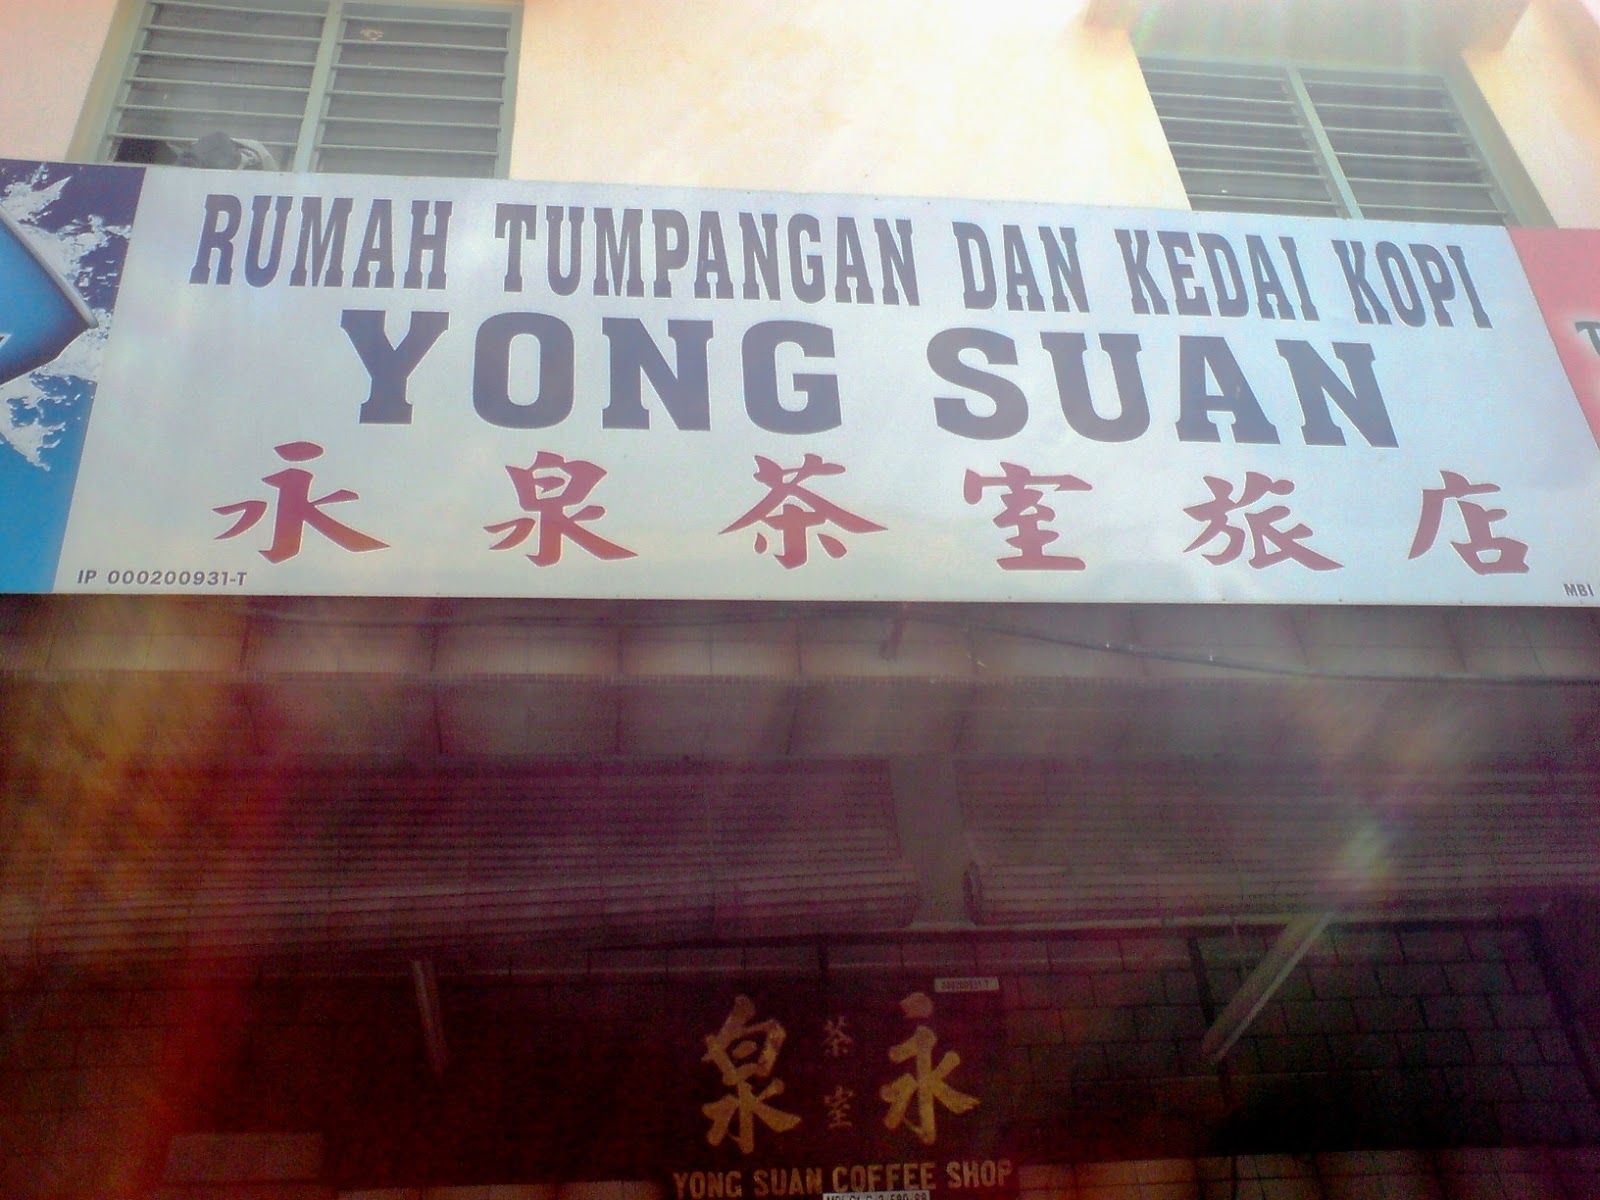 RUMAH TUMPANGAN DAN KEDAI KOPI
YONG SUAN
永泉茶室旅店
IP 000200931-T
MBI
000200931-T
永泉
茶室
YONG SUAN COFFEE SHOP